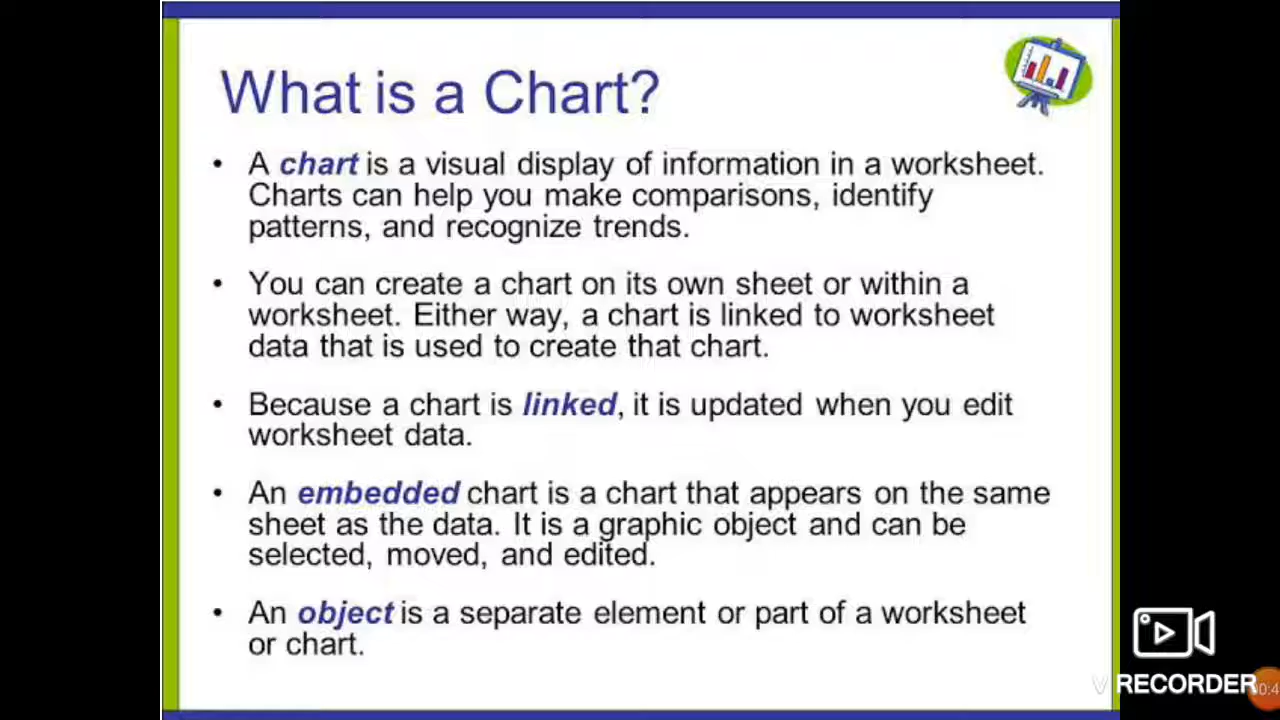 What is a Chart?
• A chart is a visual display of information in a worksheet.
Charts can help you make comparisons, identify
patterns, and recognize trends.
• You can create a chart on its own sheet or within a
worksheet. Either way, a chart is linked to worksheet
data that is used to create that chart.
• Because a chart is linked, it is updated when you edit
worksheet data.
• An embedded chart is a chart that appears on the same
sheet as the data. It is a graphic object and can be
selected, moved, and edited.
• An object is a separate element or part of a worksheet
or chart.
V RECORDER